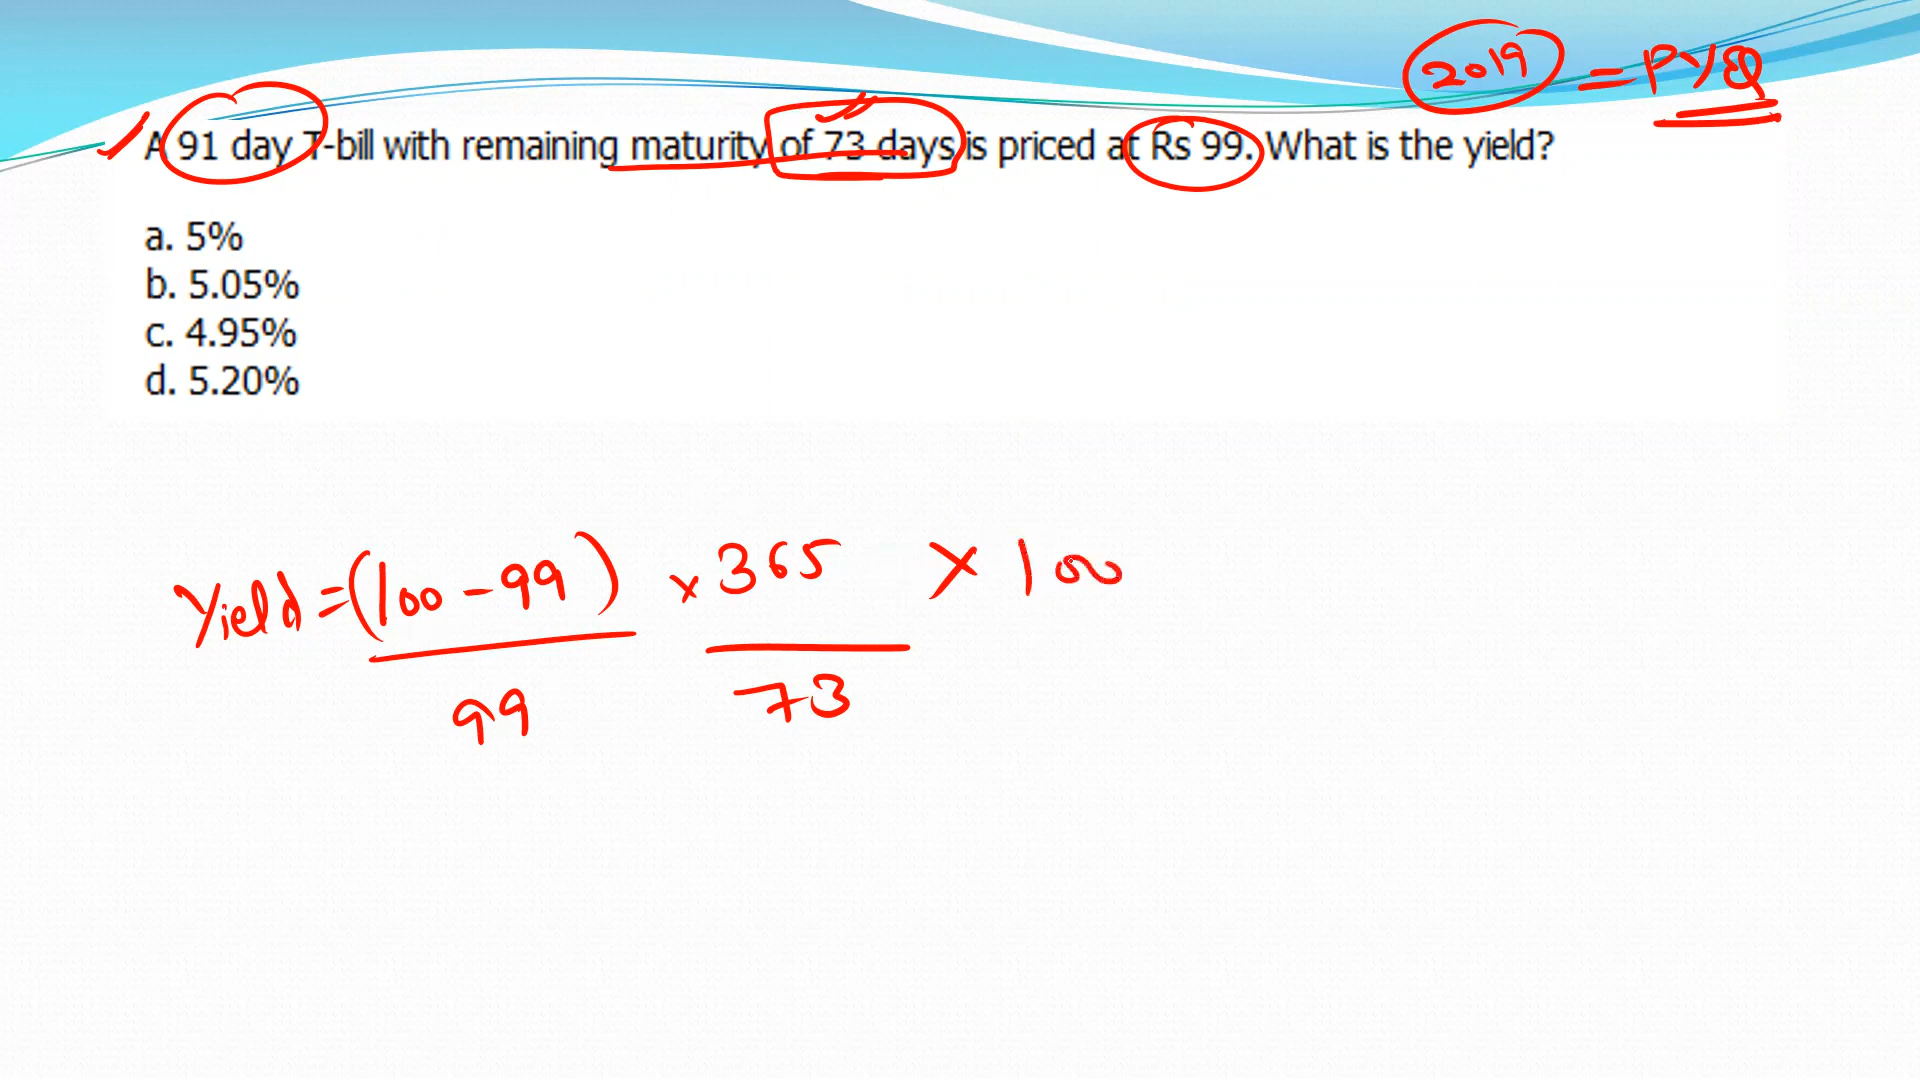 2019 = PYQ
A 91 day T-bill with remaining maturity of 73 days is priced at Rs 99. What is the yield?
a. 5%
b. 5.05%
c. 4.95%
d. 5.20%
Yield = (100 - 99) x 365 x 100
99 73